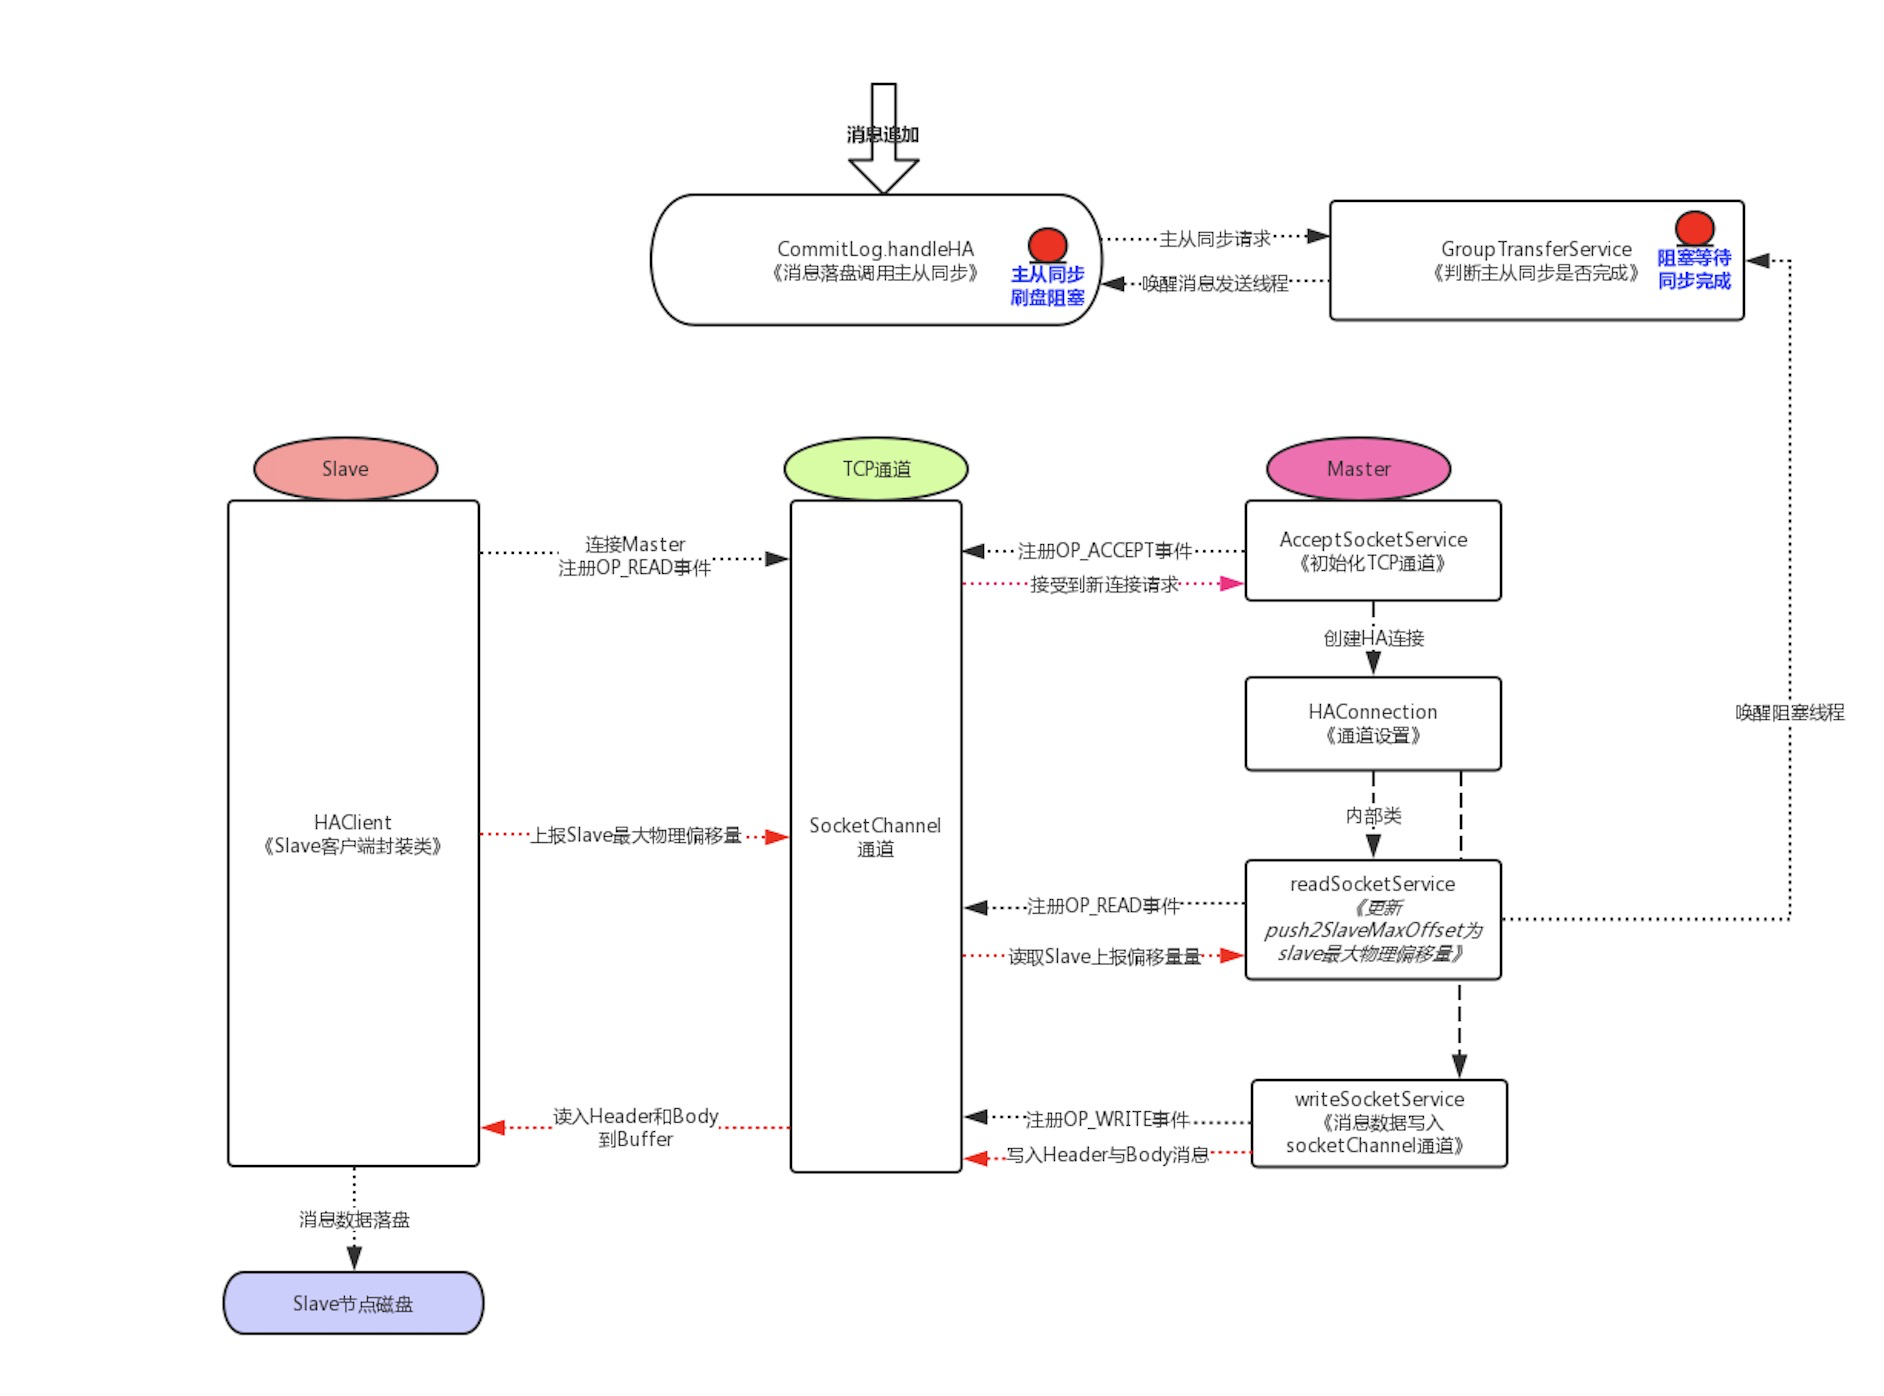 消息追加
CommitLog.handleHA
《消息落盘调用主从同步》
主从同步
刷盘阻塞
主从同步请求
唤醒消息发送线程
GroupTransferService
《判断主从同步是否完成》
阻塞等待
同步完成
Slave
TCP通道
Master
连接Master
注册OP_READ事件
注册OP_ACCEPT事件
接受到新连接请求
AcceptSocketService
《初始化TCP通道》
创建HA连接
HAConnection
《通道设置》
唤醒阻塞线程
内部类
HAClient
《Slave客户端封装类》
上报Slave最大物理偏移量
SocketChannel
通道
注册OP_READ事件
读取Slave上报偏移量量
readSocketService
《更新
push2SlaveMaxOffset为
slave最大物理偏移量》
读入Header和Body
到Buffer
注册OP_WRITE事件
写入Header与Body消息
writeSocketService
《消息数据写入
socketChannel通道》
消息数据落盘
Slave节点磁盘